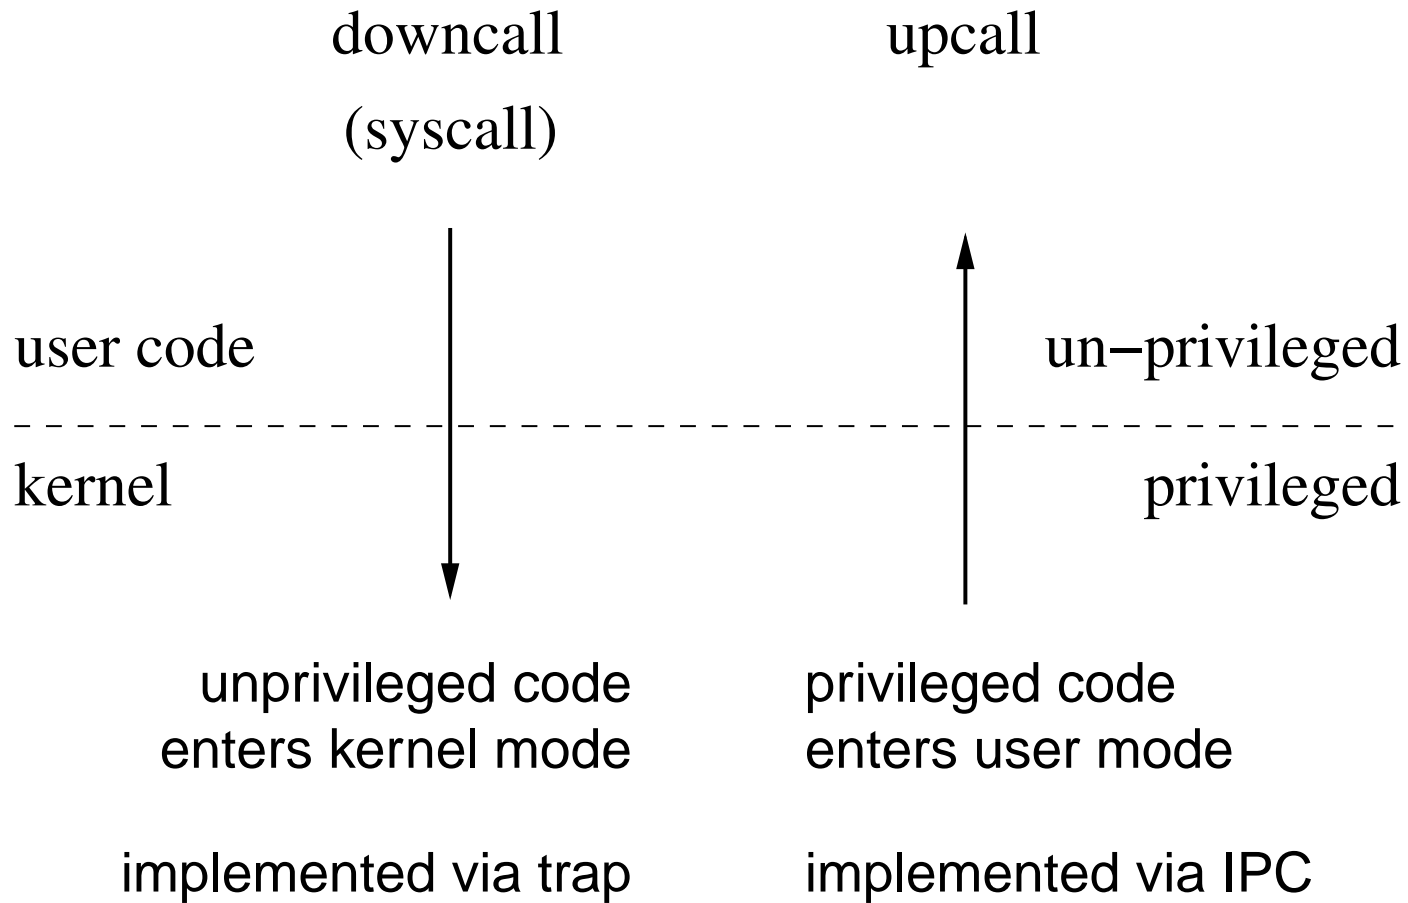 downcall
(syscall)
upcall
user code
un−privileged
kernel
privileged
unprivileged code
enters kernel mode
implemented via trap
privileged code
enters user mode
implemented via IPC